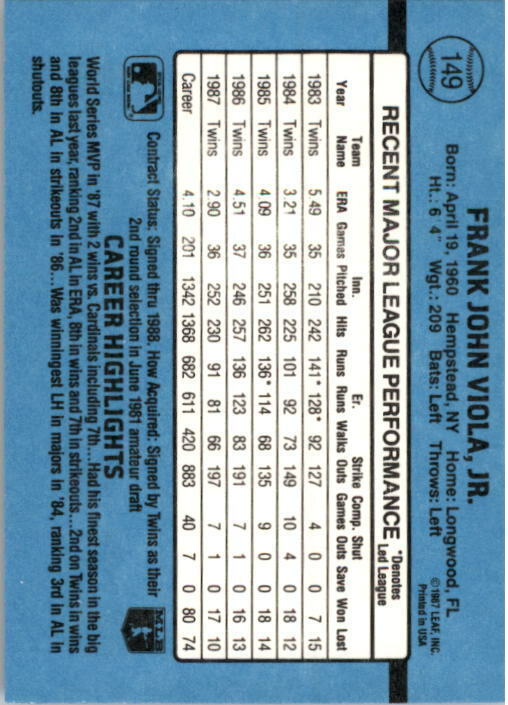 149
FRANK JOHN VIOLA, JR.
Born: April 19, 1960 Hempstead, NY Home: Longwood, FL
Ht.: 6' 4" Wgt.: 209 Bats: Left Throws: Left
©1987 LEAF, INC.
Printed in USA
RECENT MAJOR LEAGUE PERFORMANCE *Denotes Led League
Year Team Name ERA Games Inn. Pitched Hits Runs Er. Runs Walks Strike Outs Comp. Games Shut Outs Save Won Lost
1983 Twins 5.49 35 210 242 141* 128* 92 127 4 0 0 7 15
1984 Twins 3.21 35 258 225 101 92 73 149 10 4 0 18 12
1985 Twins 4.09 36 251 262 136* 114 68 135 9 0 0 18 14
1986 Twins 4.51 37 246 257 136 123 83 191 7 1 0 16 13
1987 Twins 2.90 36 252 230 91 81 66 197 7 1 0 17 10
Career 4.10 201 1342 1368 682 611 420 883 40 7 0 80 74
Contract Status: Signed thru 1988. How Acquired: Signed by Twins as their
2nd round selection in June 1981 amateur draft
CAREER HIGHLIGHTS
MLB
World Series MVP in '87 with 2 wins vs. Cardinals including 7th...Had his finest season in the big
leagues last year, ranking 2nd in AL in ERA, 8th in wins and 7th in strikeouts...2nd on Twins in wins
and 8th in AL in strikeouts in '86...Was winningest LH in majors in '84, ranking 3rd in AL in
shutouts.